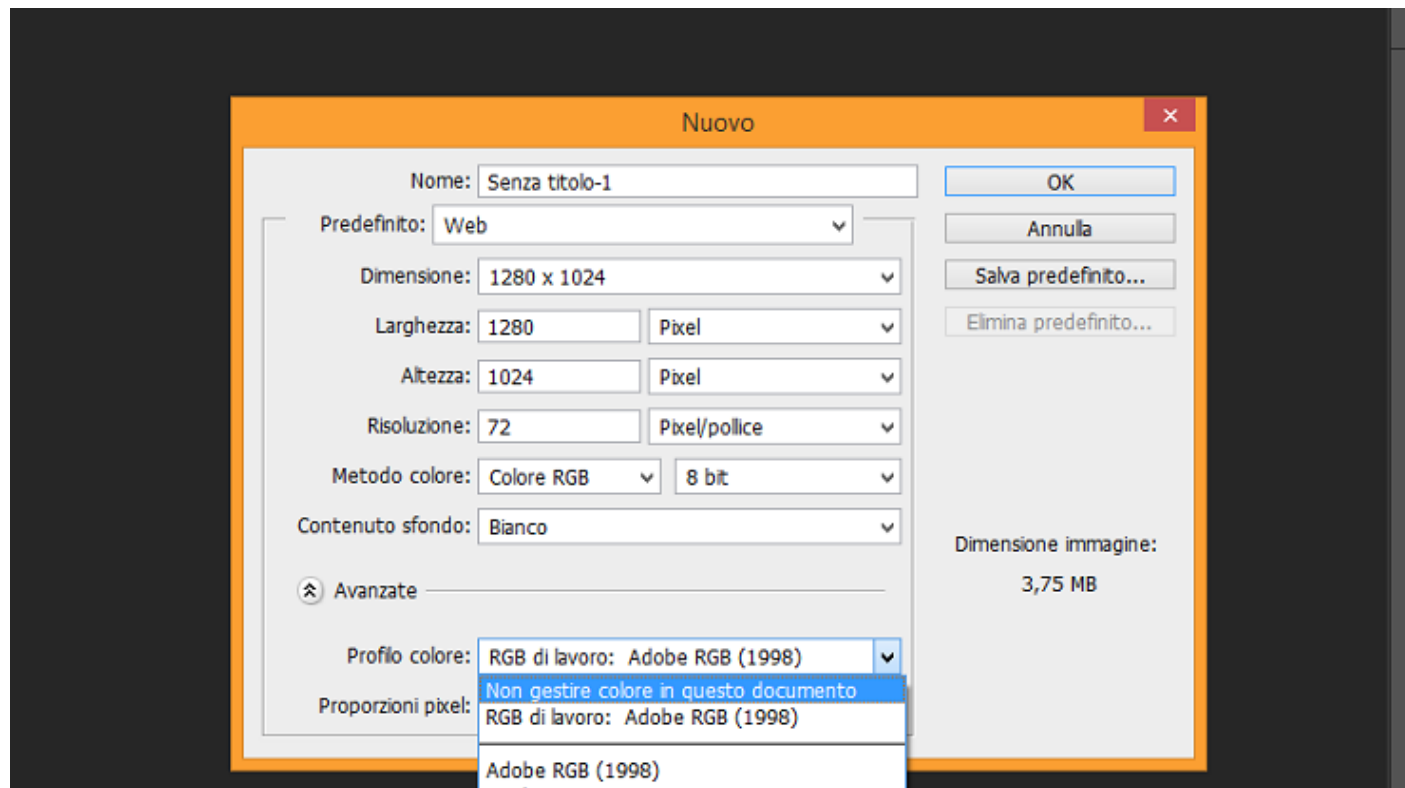 Nuovo
Nome: Senza titolo-1
OK
Predefinito: Web
Annulla
Dimensione: 1280 x 1024
Salva predefinito...
Larghezza: 1280 Pixel
Elimina predefinito...
Altezza: 1024 Pixel
Risoluzione: 72 Pixel/pollice
Metodo colore: Colore RGB 8 bit
Contenuto sfondo: Bianco
Dimensione immagine:
3,75 MB
Avanzate
Profilo colore: RGB di lavoro: Adobe RGB (1998)
Non gestire colore in questo documento
Proporzioni pixel:
RGB di lavoro: Adobe RGB (1998)
Adobe RGB (1998)